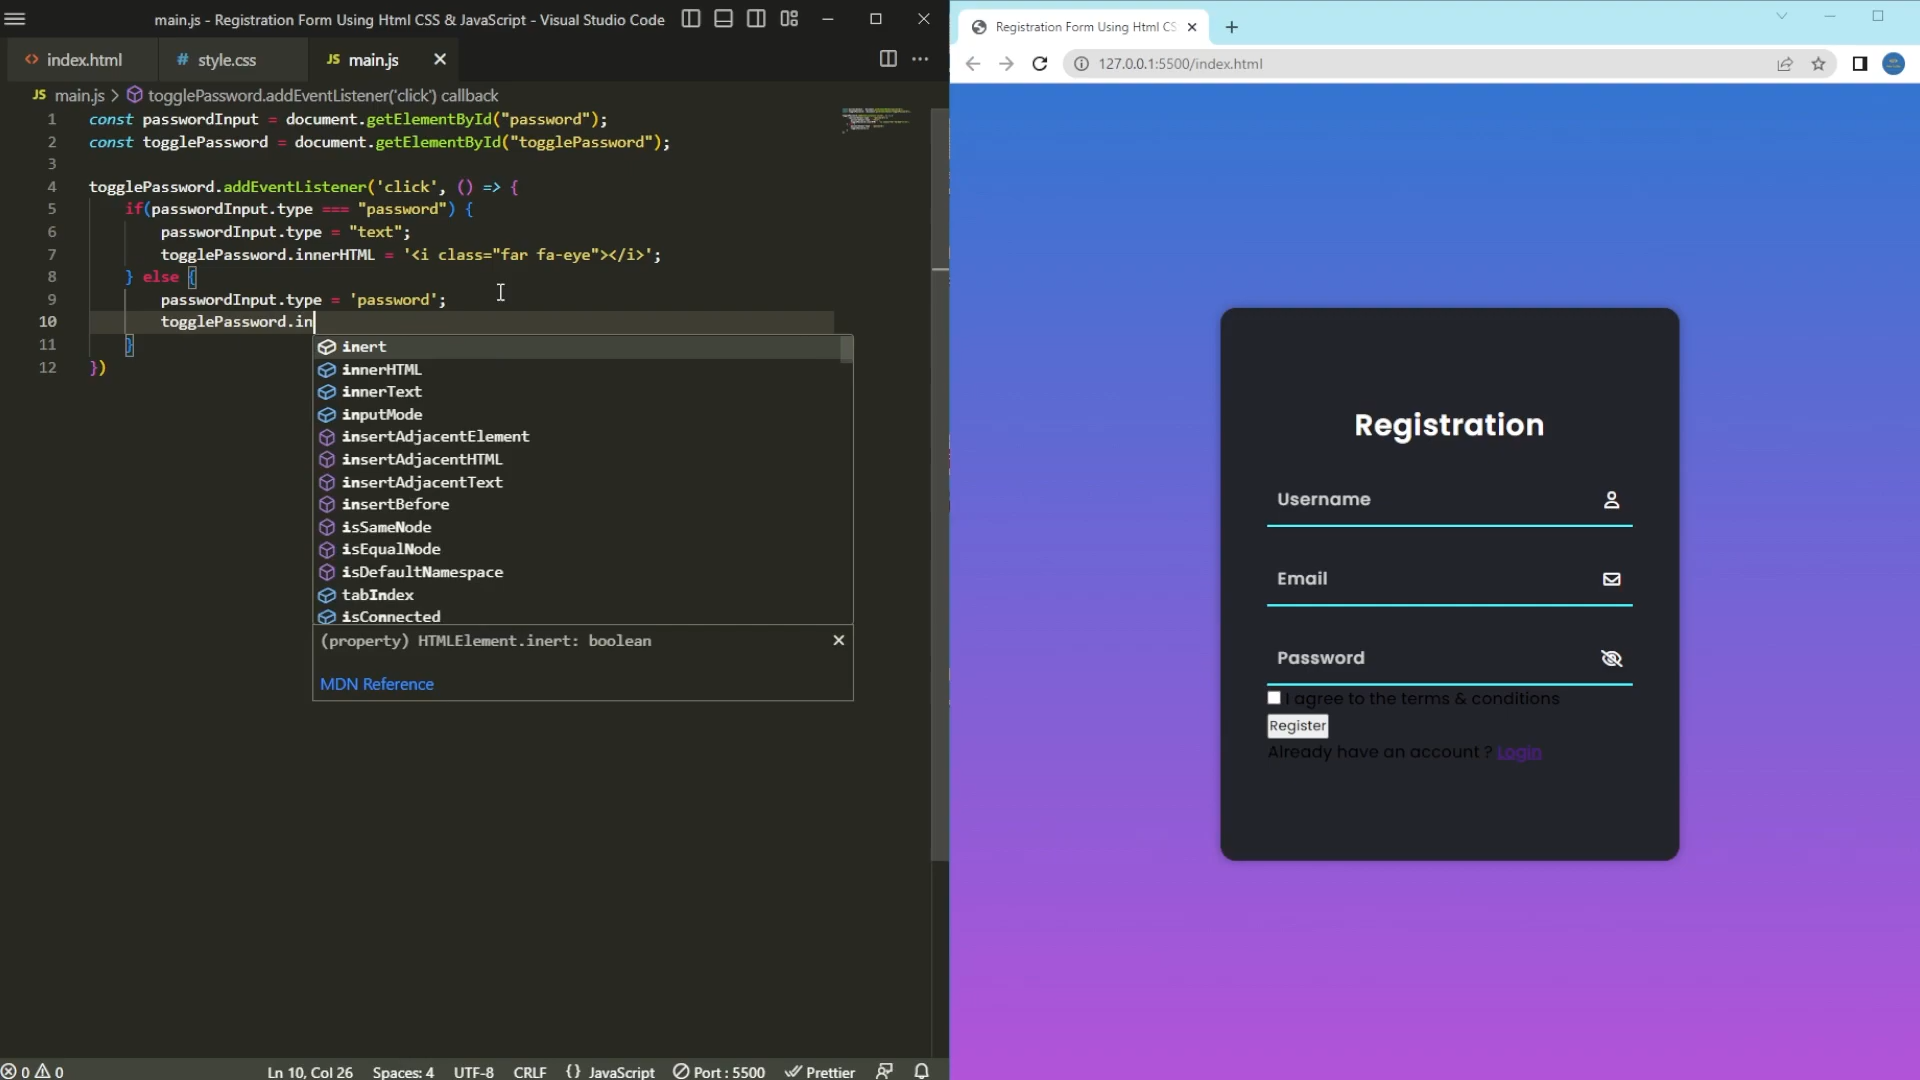 main.js - Registration Form Using Html CSS & JavaScript - Visual Studio Code
index.html
style.css
JS main.js
JS main.js > togglePassword.addEventListener('click') callback
1 const passwordInput = document.getElementById("password");
2 const togglePassword = document.getElementById("togglePassword");
3
4 togglePassword.addEventListener('click', () => {
5 if(passwordInput.type === "password") {
6 passwordInput.type = "text";
7 togglePassword.innerHTML = '<i class="far fa-eye"></i>';
8 } else {
9 passwordInput.type = 'password';
10 togglePassword.in
11 }
12 })
inert
innerHTML
innerText
inputMode
insertAdjacentElement
insertAdjacentHTML
insertAdjacentText
insertBefore
isSameNode
isEqualNode
isDefaultNamespace
tabIndex
isConnected
(property) HTMLElement.inert: boolean
MDN Reference
0 0
Ln 10, Col 26
Spaces: 4
UTF-8
CRLF
{} JavaScript
Port : 5500
Prettier
Registration Form Using Html CS
127.0.0.1:5500/index.html
Registration
Username
Email
Password
I agree to the terms & conditions
Register
Already have an account ? Login